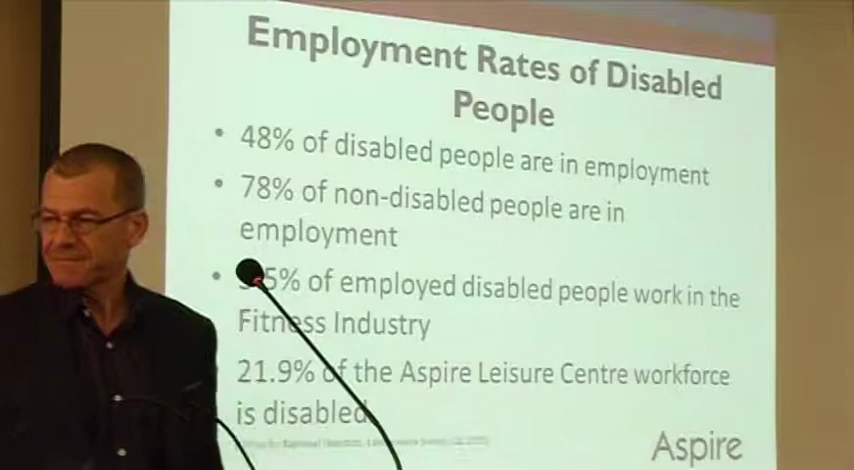 Employment Rates of Disabled
People
• 48% of disabled people are in employment
• 78% of non-disabled people are in
employment
• 5% of employed disabled people work in the
Fitness Industry
21.9% of the Aspire Leisure Centre workforce
is disabled
Aspire